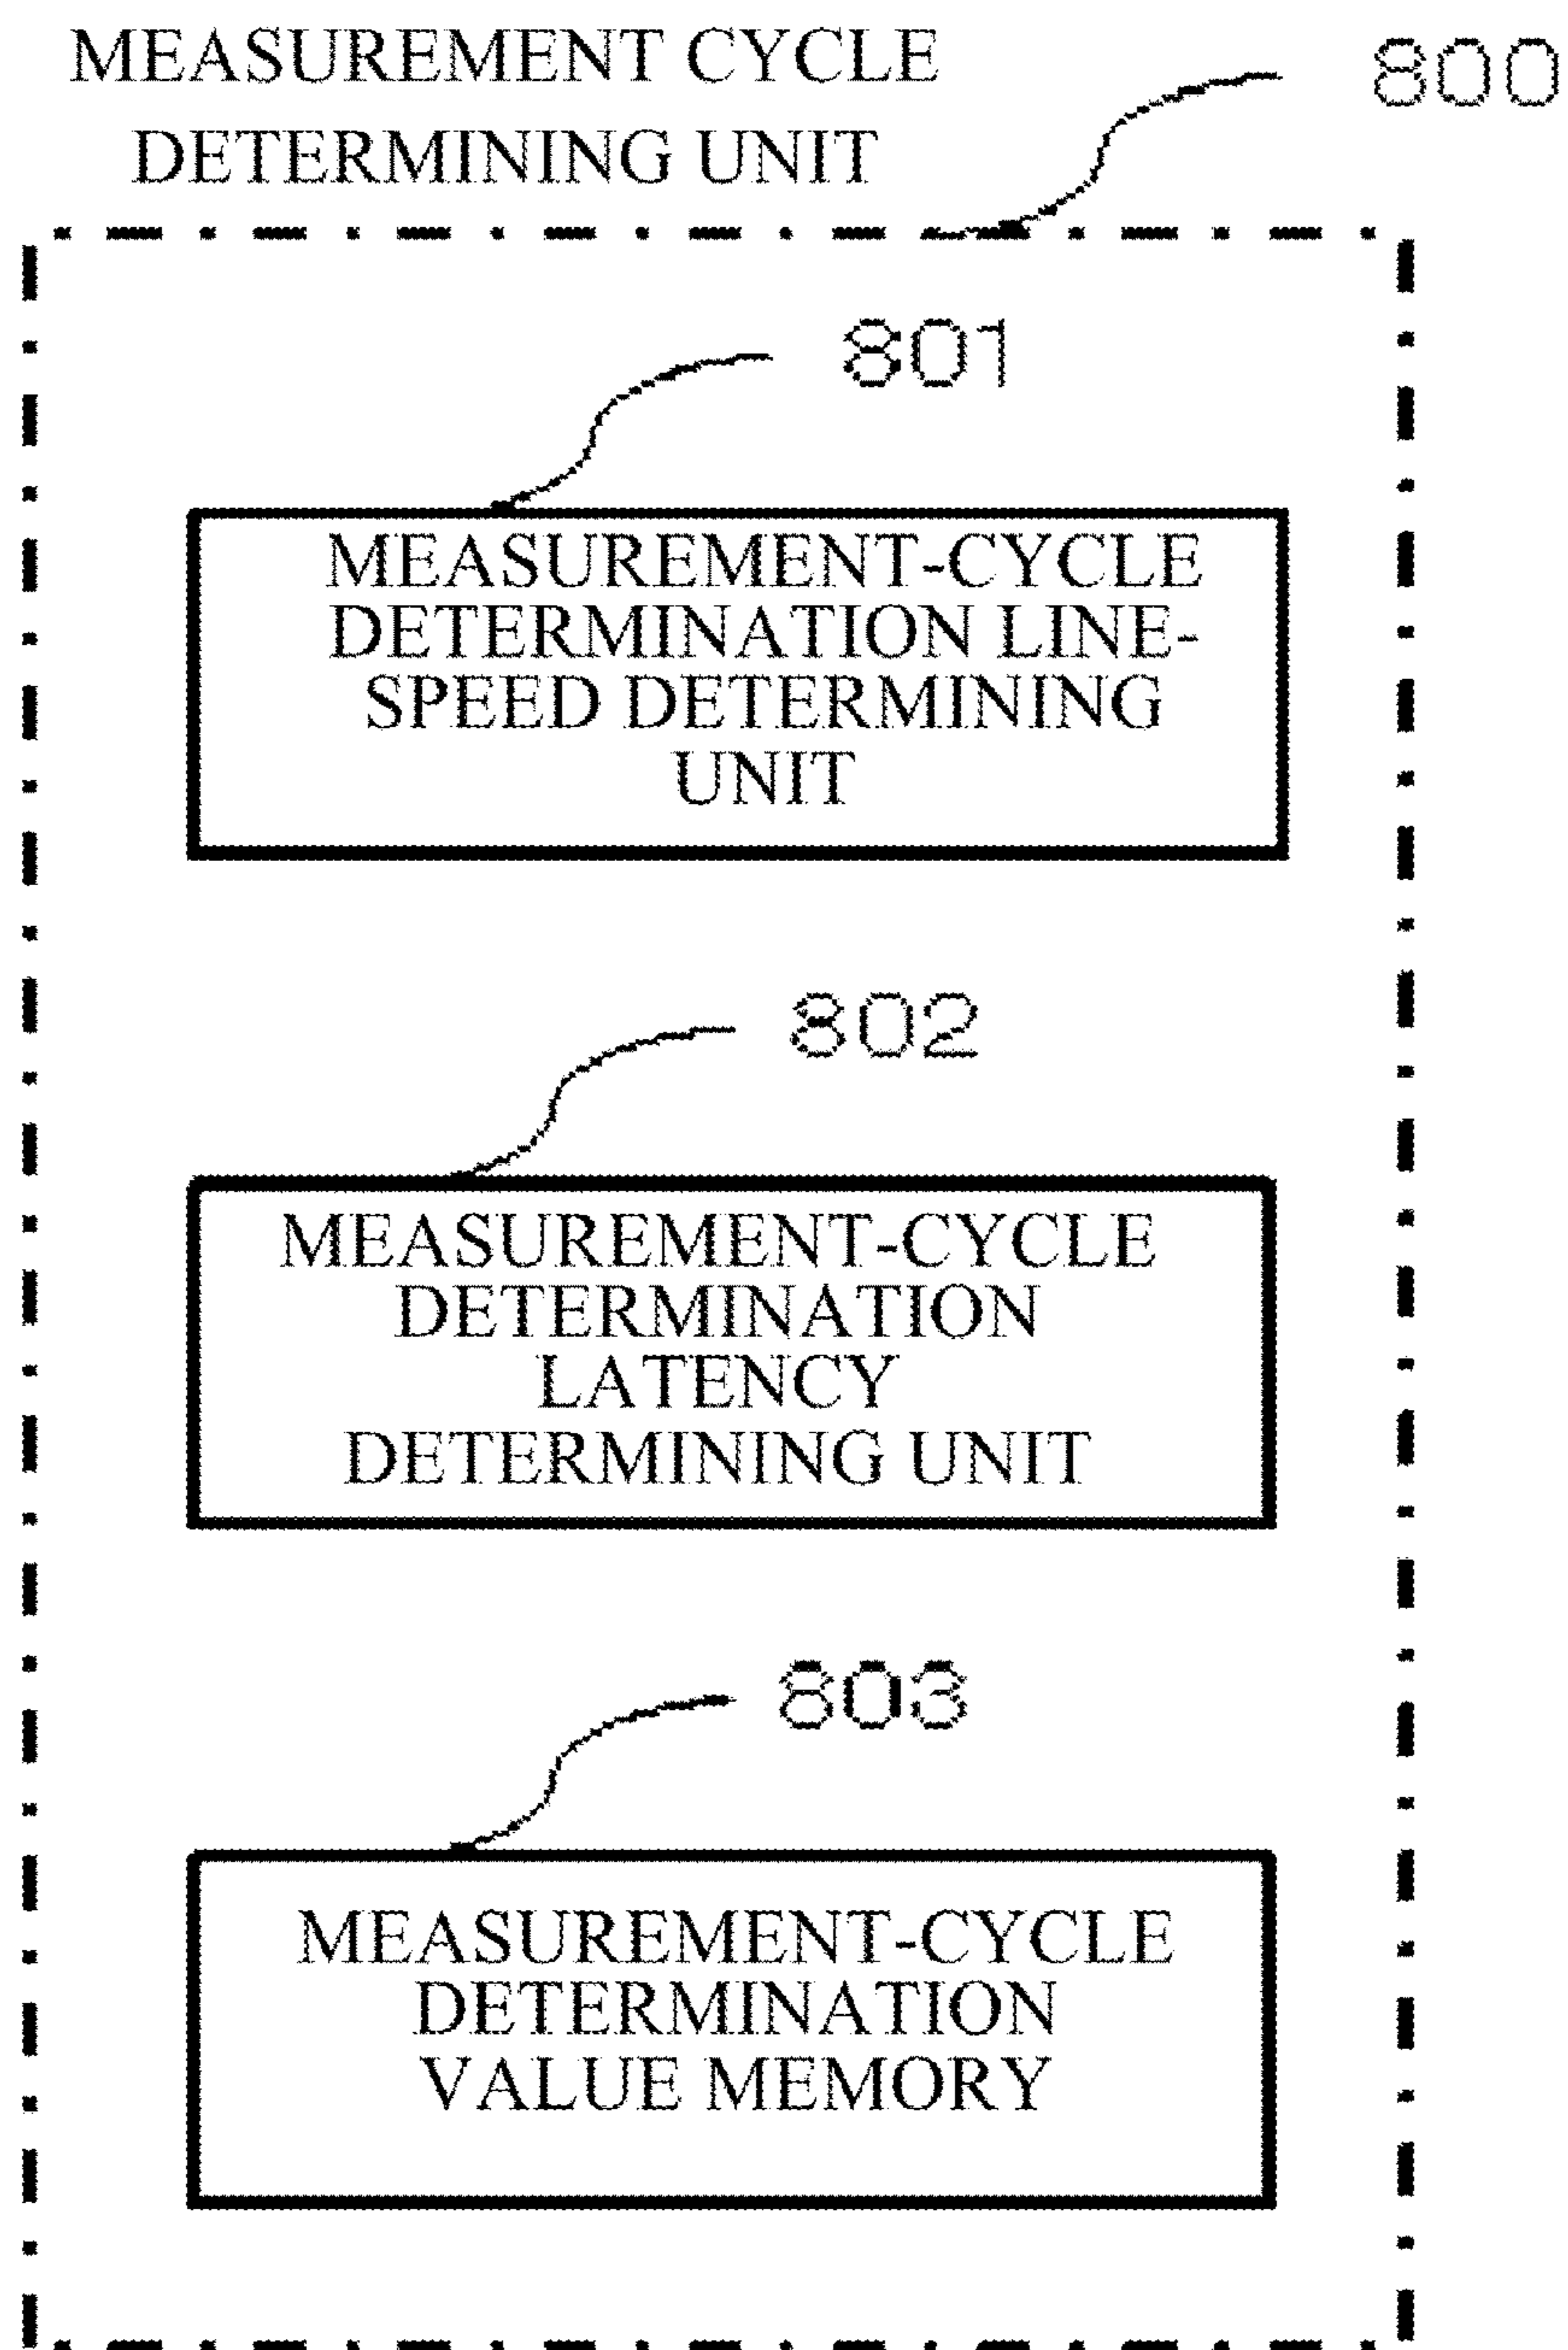 MEASUREMENT CYCLE
DETERMINING UNIT
800
801
MEASUREMENT-CYCLE
DETERMINATION LINE-
SPEED DETERMINING
UNIT
802
MEASUREMENT-CYCLE
DETERMINATION
LATENCY
DETERMINING UNIT
803
MEASUREMENT-CYCLE
DETERMINATION
VALUE MEMORY